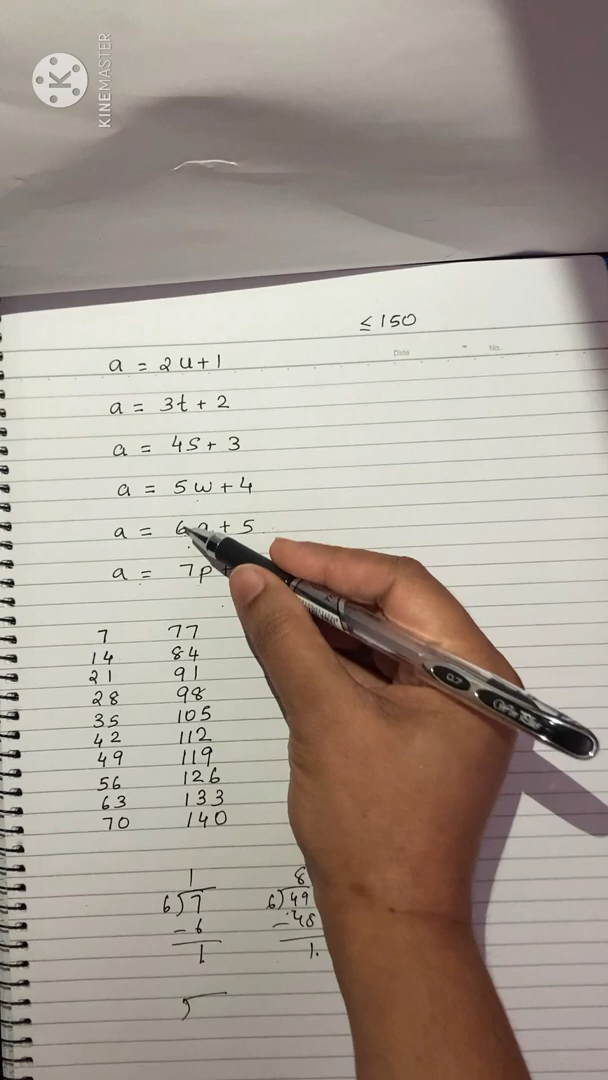 KINEMASTER
≤ 150
Date No.
a = 2u + 1
a = 3t + 2
a = 4s + 3
a = 5w + 4
a = 6q + 5
a = 7p +
7 77
14 84
21 91
28 98
35 105
42 112
49 119
56 126
63 133
70 140
1 8
6)7 6)49
-6 -48
1 1